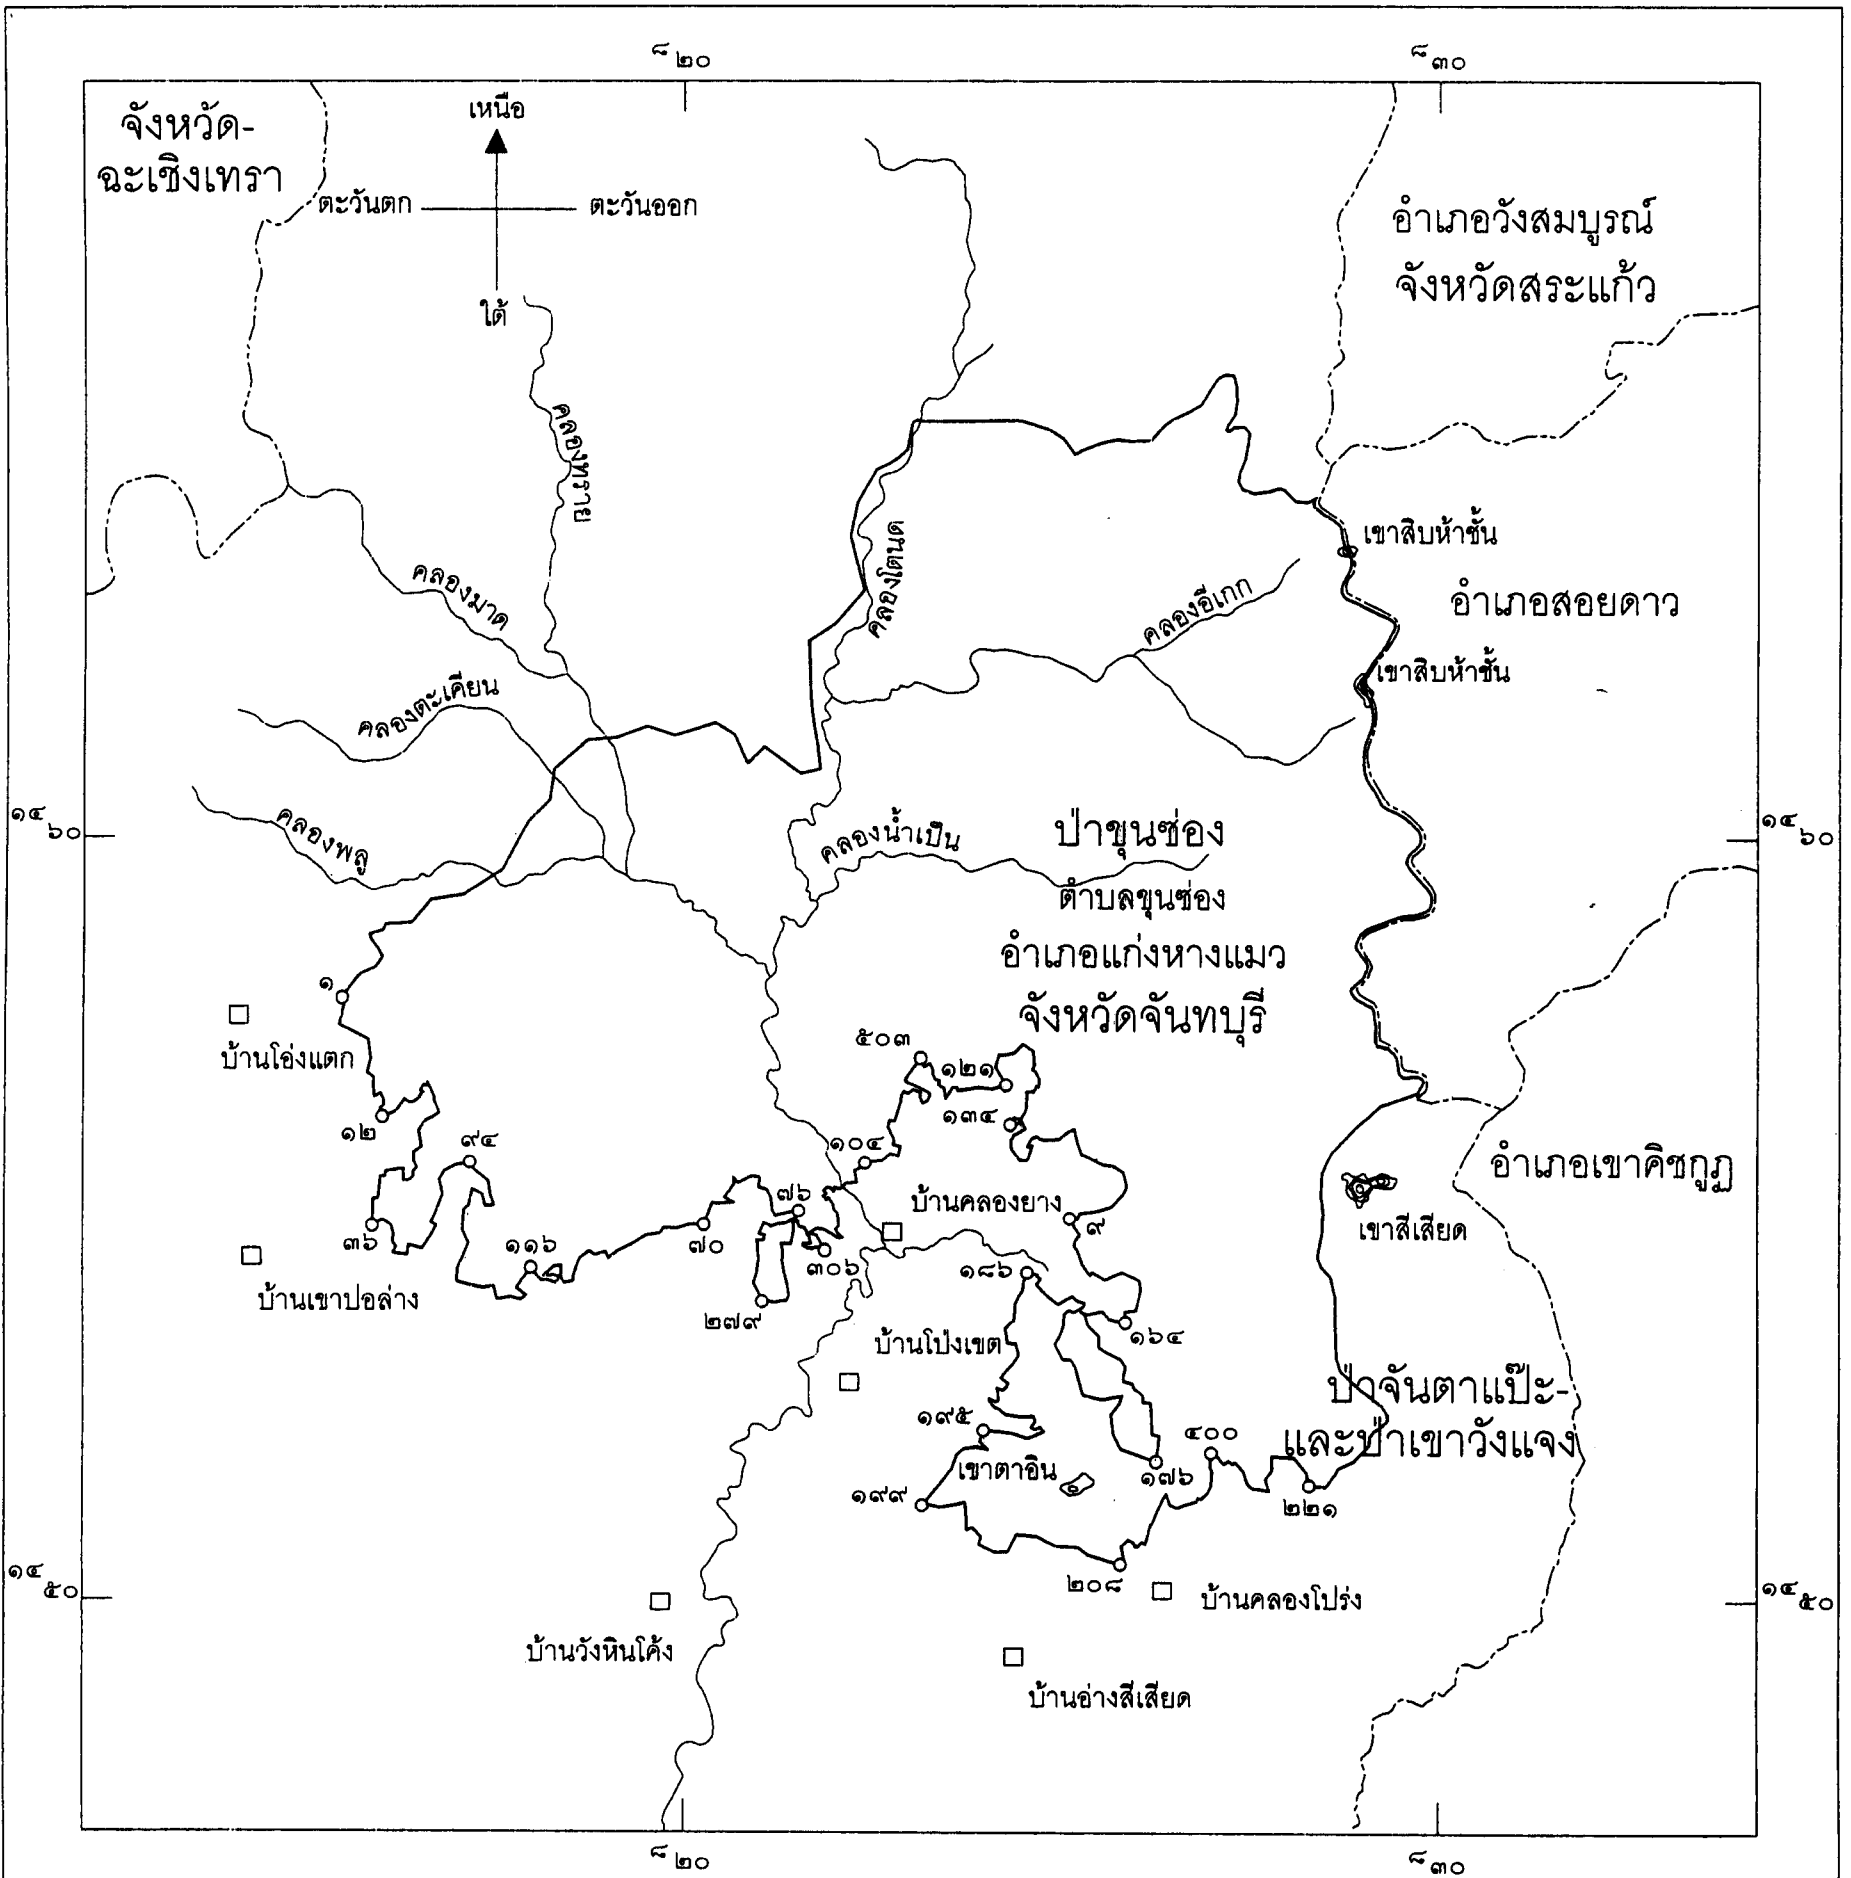 ๘๒๐
๘๓๐
จังหวัด-
ฉะเชิงเทรา
เหนือ
ตะวันตก
ตะวันออก
ใต้
อำเภอวังสมบูรณ์
จังหวัดสระแก้ว
คลองทราย
คลองโตนด
เขาสิบห้าชั้น
คลองมาด
คลองอีเกก
อำเภอสอยดาว
เขาสิบห้าชั้น
คลองตะเคียน
๑๔๖๐
คลองพลู
คลองน้ำเป็น
ป่าขุนซ่อง
๑๔๖๐
ตำบลขุนซ่อง
อำเภอแก่งหางแมว
จังหวัดจันทบุรี
๑
บ้านโอ่งแตก
๕๐๓
๑๒๑
๑๓๔
๑๒
๙๔
๑๐๔
อำเภอเขาคิชกูฏ
๗๖
บ้านคลองยาง
๙
เขาสีเสียด
๓๖
๑๑๖
๗๐
๓๐๖
๑๘๖
บ้านเขาปอล่าง
๒๗๙
บ้านโป่งเขต
๑๖๔
ป่าจันตาแป๊ะ-
และป่าเขาวังแจง
๑๙๕
๔๐๐
เขาตาอิน
๑๗๖
๑๙๙
๒๒๑
๒๐๘
๑๔๕๐
บ้านคลองโปร่ง
๑๔๕๐
บ้านวังหินโค้ง
บ้านอ่างสีเสียด
๘๒๐
๘๓๐